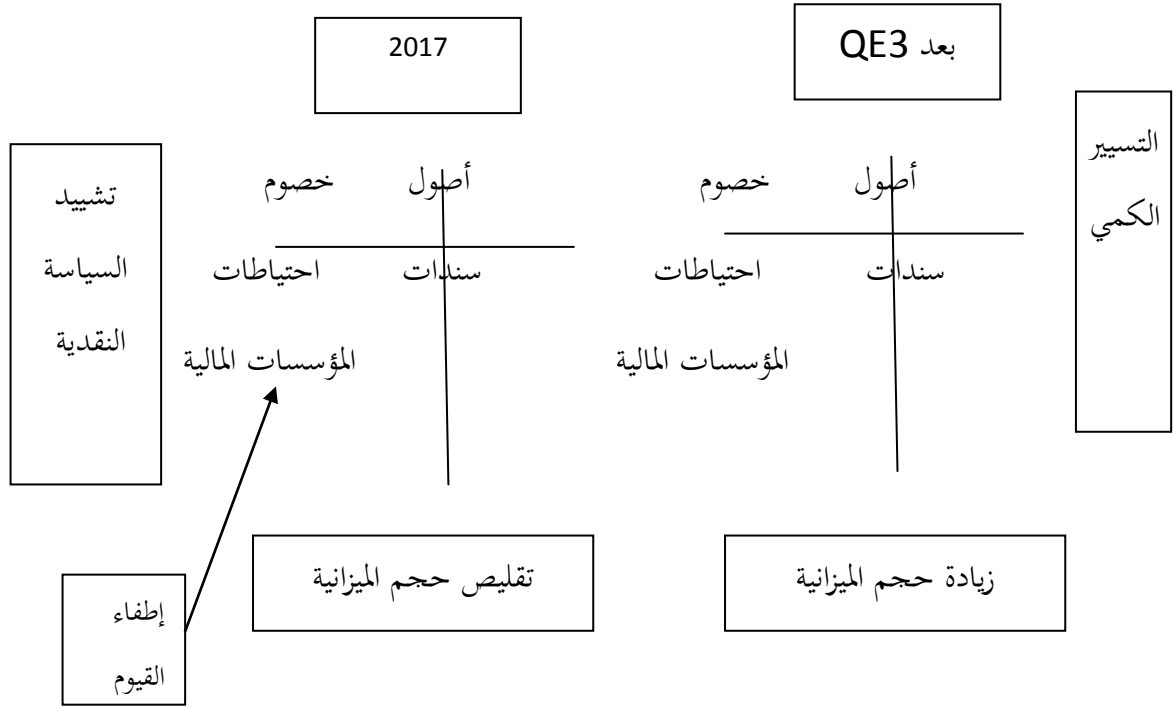 بعد QE3
2017
التسيير
الكمي
أصول
خصوم
سندات
احتياطات
المؤسسات المالية
زيادة حجم الميزانية
أصول
خصوم
سندات
احتياطات
المؤسسات المالية
تقليص حجم الميزانية
تشييد
السياسة
النقدية
إطفاء
القيوم